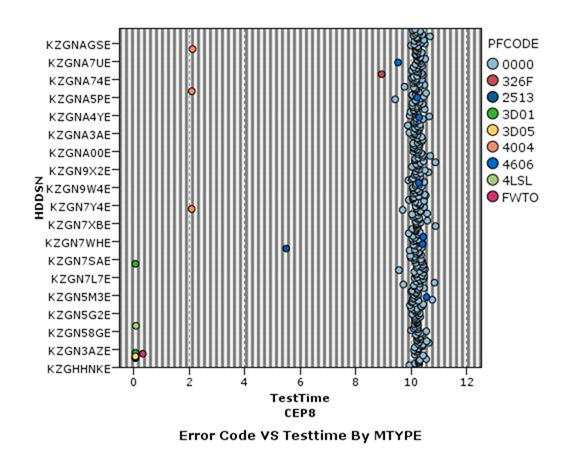 KZGNAGSE
KZGNA7UE
KZGNA74E
KZGNA5PE
KZGNA4YE
KZGNA3AE
KZGNA00E
KZGN9X2E
KZGN9W4E
KZGN7Y4E
KZGN7XBE
KZGN7WHE
KZGN7SAE
KZGN7L7E
KZGN5M3E
KZGN5G2E
KZGN58GE
KZGN3AZE
KZGHHNKE
HDDSN
0 2 4 6 8 10 12
TestTime
CEP8
PFCODE
0000
326F
2513
3D01
3D05
4004
4606
4LSL
FWTO
Error Code VS Testtime By MTYPE